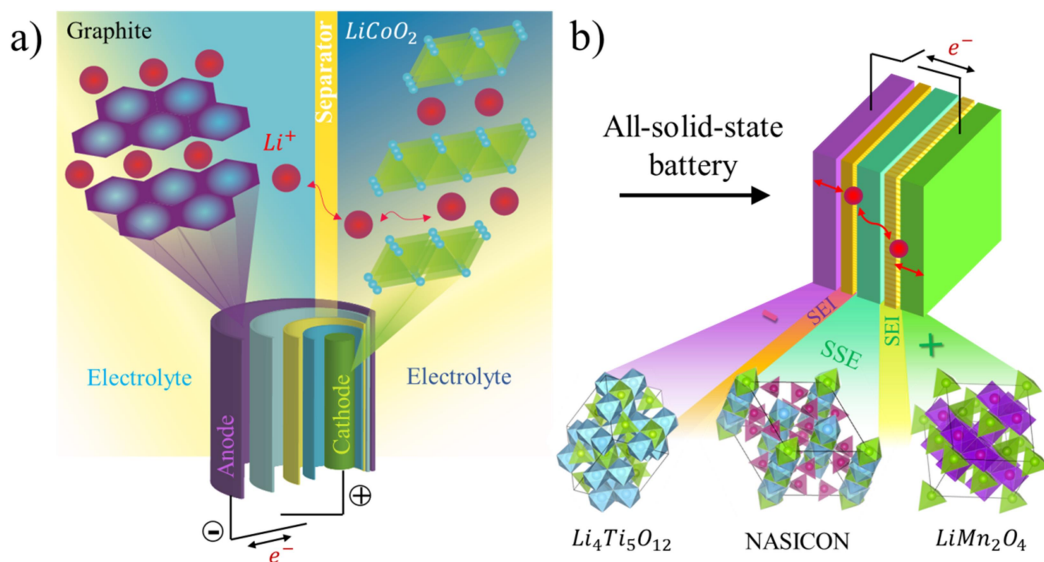 a)
Graphite
Separator
LiCoO₂
Li⁺
Electrolyte
Electrolyte
Anode
Cathode
⊖
⊕
e⁻
b)
e⁻
All-solid-state
battery
-
SEI
SSE
SEI
+
Li₄Ti₅O₁₂
NASICON
LiMn₂O₄